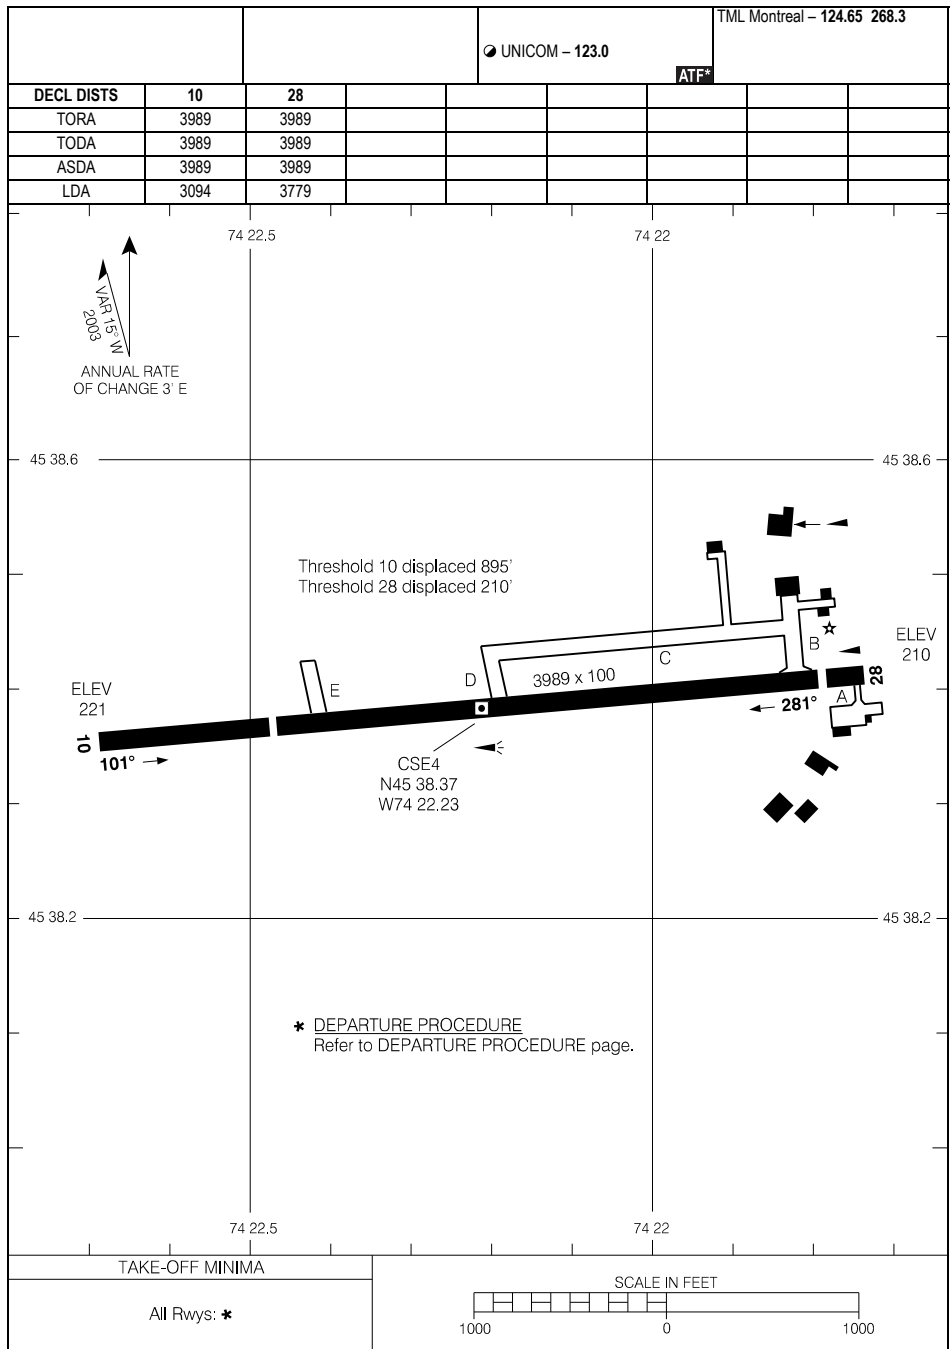 TML Montreal – 124.65 268.3
UNICOM – 123.0
ATF*
DECL DISTS 10 28
TORA 3989 3989
TODA 3989 3989
ASDA 3989 3989
LDA 3094 3779
74 22.5 74 22
VAR 15° W
2003
ANNUAL RATE
OF CHANGE 3' E
45 38.6 45 38.6
Threshold 10 displaced 895'
Threshold 28 displaced 210'
B
ELEV
210
C
3989 x 100
D
E
28
A
281°
ELEV
221
10
101°
CSE4
N45 38.37
W74 22.23
45 38.2 45 38.2
* DEPARTURE PROCEDURE
Refer to DEPARTURE PROCEDURE page.
74 22.5 74 22
TAKE-OFF MINIMA
All Rwys: *
SCALE IN FEET
1000 0 1000